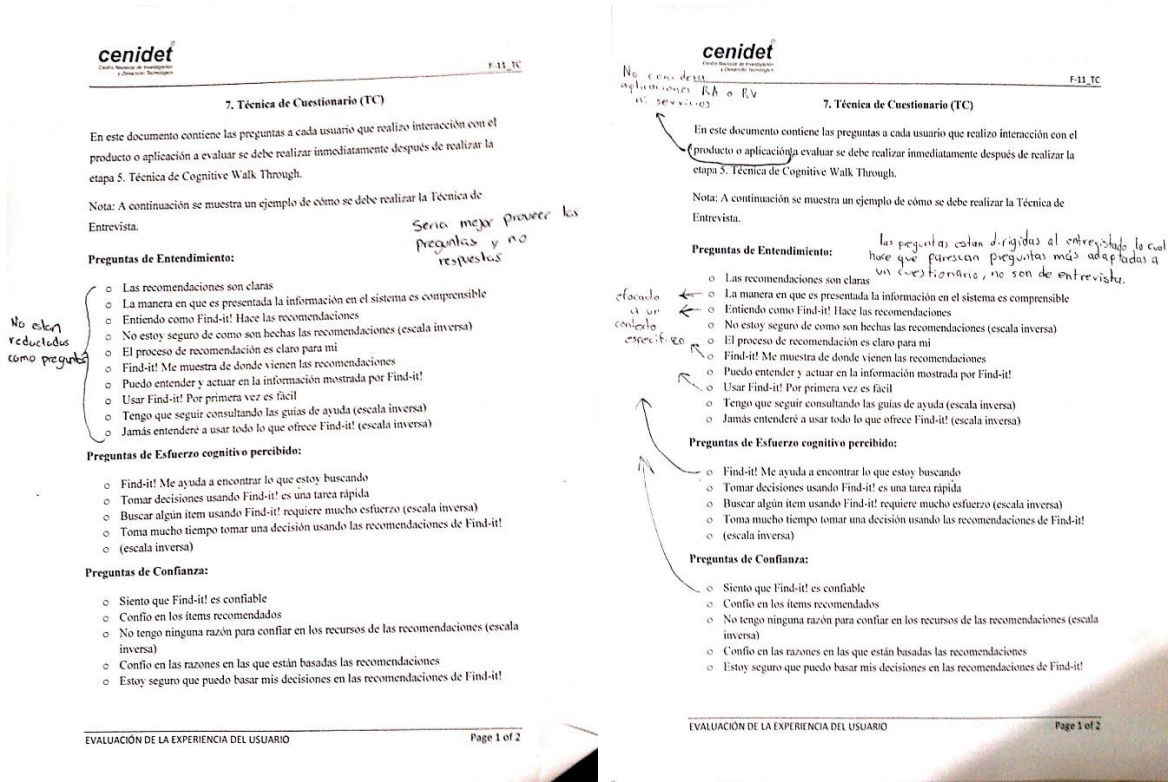 cenidet
Centro Nacional de Investigación
y Desarrollo Tecnológico
F-11_TC
7. Técnica de Cuestionario (TC)
En este documento contiene las preguntas a cada usuario que realizo interacción con el
producto o aplicación a evaluar se debe realizar inmediatamente después de realizar la
etapa 5. Técnica de Cognitive Walk Through.
Nota: A continuación se muestra un ejemplo de cómo se debe realizar la Técnica de
Entrevista.
Seria mejor proveer las
preguntas y no
respuestas
Preguntas de Entendimiento:
No estan
redactadas
como pregunta
o Las recomendaciones son claras
o La manera en que es presentada la información en el sistema es comprensible
o Entiendo como Find-it! Hace las recomendaciones
o No estoy seguro de como son hechas las recomendaciones (escala inversa)
o El proceso de recomendación es claro para mi
o Find-it! Me muestra de donde vienen las recomendaciones
o Puedo entender y actuar en la información mostrada por Find-it!
o Usar Find-it! Por primera vez es fácil
o Tengo que seguir consultando las guías de ayuda (escala inversa)
o Jamás entenderé a usar todo lo que ofrece Find-it! (escala inversa)
Preguntas de Esfuerzo cognitivo percibido:
o Find-it! Me ayuda a encontrar lo que estoy buscando
o Tomar decisiones usando Find-it! es una tarea rápida
o Buscar algún ítem usando Find-it! requiere mucho esfuerzo (escala inversa)
o Toma mucho tiempo tomar una decisión usando las recomendaciones de Find-it!
o (escala inversa)
Preguntas de Confianza:
o Siento que Find-it! es confiable
o Confío en los ítems recomendados
o No tengo ninguna razón para confiar en los recursos de las recomendaciones (escala
inversa)
o Confío en las razones en las que están basadas las recomendaciones
o Estoy seguro que puedo basar mis decisiones en las recomendaciones de Find-it!
EVALUACIÓN DE LA EXPERIENCIA DEL USUARIO Page 1 of 2
cenidet
Centro Nacional de Investigación
y Desarrollo Tecnológico
F-11_TC
No considera
aplicaciones RA o RV
ni servicios
7. Técnica de Cuestionario (TC)
En este documento contiene las preguntas a cada usuario que realizo interacción con el
producto o aplicación a evaluar se debe realizar inmediatamente después de realizar la
etapa 5. Técnica de Cognitive Walk Through.
Nota: A continuación se muestra un ejemplo de cómo se debe realizar la Técnica de
Entrevista.
Preguntas de Entendimiento:
las preguntas estan dirigidas al entrevistado lo cual
hace que parescan preguntas más adaptadas a
un cuestionario, no son de entrevista.
efocado
a un
contexto
especifico
o Las recomendaciones son claras
o La manera en que es presentada la información en el sistema es comprensible
o Entiendo como Find-it! Hace las recomendaciones
o No estoy seguro de como son hechas las recomendaciones (escala inversa)
o El proceso de recomendación es claro para mi
o Find-it! Me muestra de donde vienen las recomendaciones
o Puedo entender y actuar en la información mostrada por Find-it!
o Usar Find-it! Por primera vez es fácil
o Tengo que seguir consultando las guías de ayuda (escala inversa)
o Jamás entenderé a usar todo lo que ofrece Find-it! (escala inversa)
Preguntas de Esfuerzo cognitivo percibido:
o Find-it! Me ayuda a encontrar lo que estoy buscando
o Tomar decisiones usando Find-it! es una tarea rápida
o Buscar algún ítem usando Find-it! requiere mucho esfuerzo (escala inversa)
o Toma mucho tiempo tomar una decisión usando las recomendaciones de Find-it!
o (escala inversa)
Preguntas de Confianza:
o Siento que Find-it! es confiable
o Confío en los ítems recomendados
o No tengo ninguna razón para confiar en los recursos de las recomendaciones (escala
inversa)
o Confío en las razones en las que están basadas las recomendaciones
o Estoy seguro que puedo basar mis decisiones en las recomendaciones de Find-it!
EVALUACIÓN DE LA EXPERIENCIA DEL USUARIO Page 1 of 2